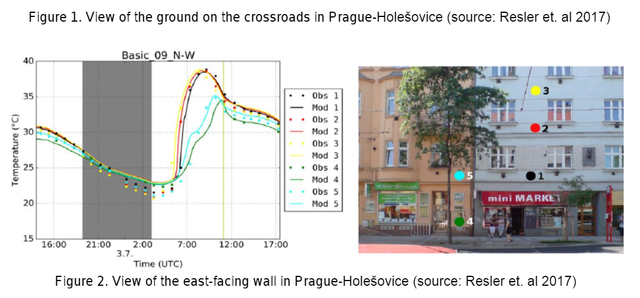 Figure 1. View of the ground on the crossroads in Prague-Holešovice (source: Resler et. al 2017)
Basic_09_N-W
40
35
30
25
20
15
Temperature (°C)
16:00 21:00 2:00 7:00 12:00 17:00
3.7.
Time (UTC)
Obs 1
Mod 1
Obs 2
Mod 2
Obs 3
Mod 3
Obs 4
Mod 4
Obs 5
Mod 5
3
2
5
1
4
mini MARKET
Figure 2. View of the east-facing wall in Prague-Holešovice (source: Resler et. al 2017)